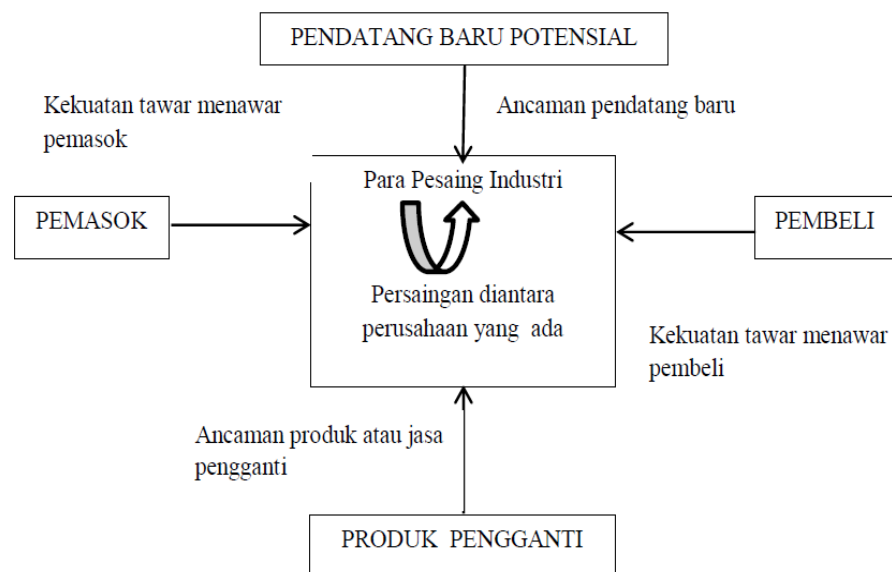 PENDATANG BARU POTENSIAL
Kekuatan tawar menawar
pemasok
Ancaman pendatang baru
Para Pesaing Industri
PEMASOK
PEMBELI
Persaingan diantara
perusahaan yang ada
Kekuatan tawar menawar
pembeli
Ancaman produk atau jasa
pengganti
PRODUK PENGGANTI